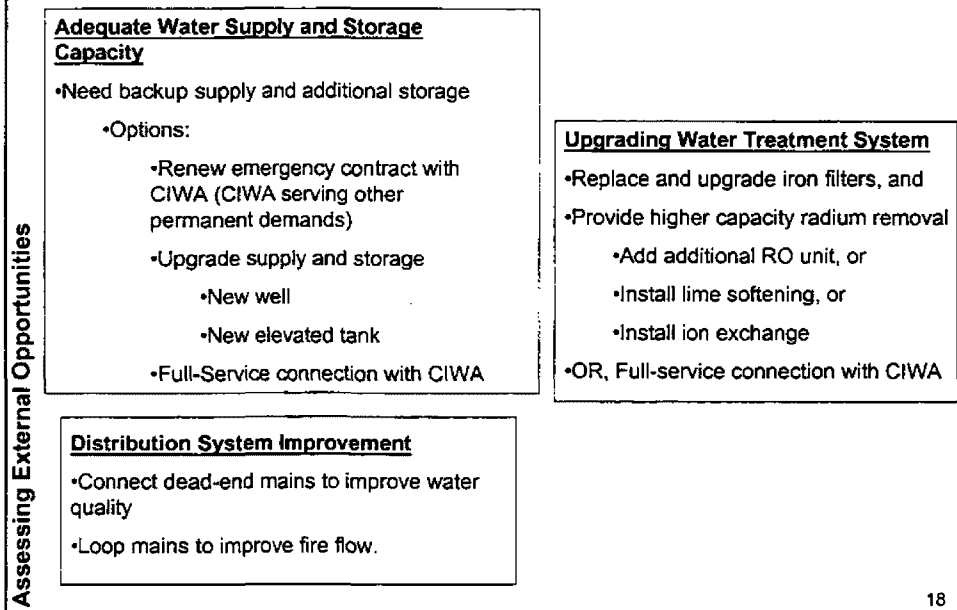 Assessing External Opportunities
Adequate Water Supply and Storage
Capacity
•Need backup supply and additional storage
•Options:
•Renew emergency contract with
CIWA (CIWA serving other
permanent demands)
•Upgrade supply and storage
•New well
•New elevated tank
•Full-Service connection with CIWA
Upgrading Water Treatment System
•Replace and upgrade iron filters, and
•Provide higher capacity radium removal
•Add additional RO unit, or
•Install lime softening, or
•Install ion exchange
•OR, Full-service connection with CIWA
Distribution System Improvement
•Connect dead-end mains to improve water
quality
•Loop mains to improve fire flow.
18